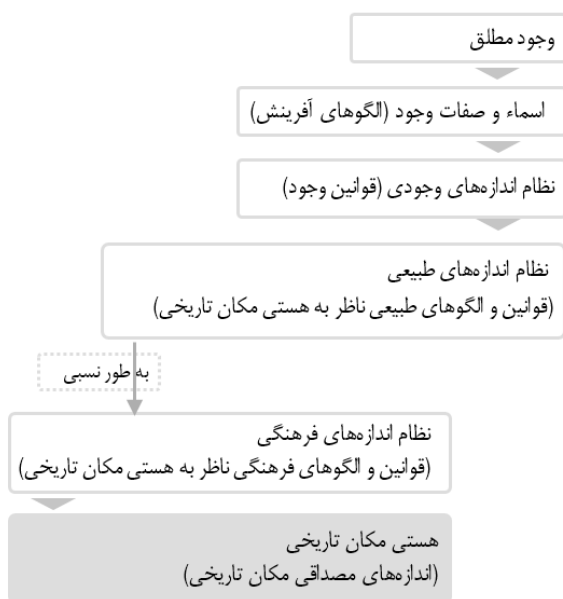 وجود مطلق
اسماء و صفات وجود (الگوهای آفرینش)
نظام اندازه‌های وجودی (قوانین وجود)
نظام اندازه‌های طبیعی
(قوانین و الگوهای طبیعی ناظر به هستی مکان تاریخی)
به طور نسبی
نظام اندازه‌های فرهنگی
(قوانین و الگوهای فرهنگی ناظر به هستی مکان تاریخی)
هستی مکان تاریخی
(اندازه‌های مصداقی مکان تاریخی)